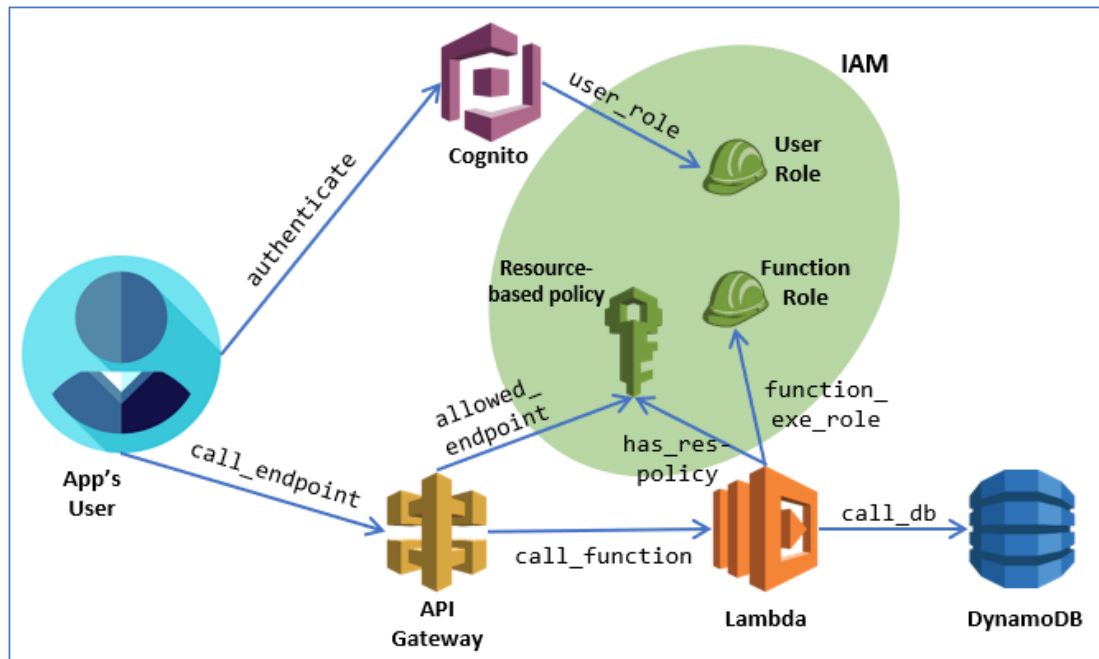 IAM
user_role
Cognito
User
Role
authenticate
Resource-
based policy
Function
Role
allowed_
endpoint
function_
exe_role
has_res-
policy
call_endpoint
App's
User
call_function
call_db
API
Gateway
Lambda
DynamoDB